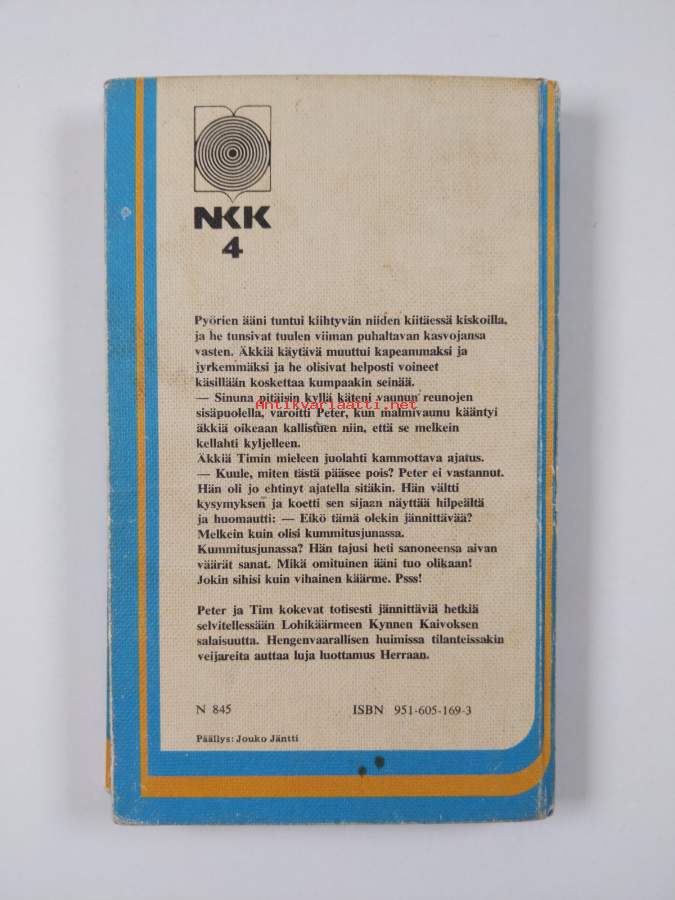 NKK
4
Pyörien ääni tuntui kiihtyvän niiden kiitäessä kiskoilla,
ja he tunsivat tuulen viiman puhaltavan kasvojansa
vasten. Äkkiä käytävä muuttui kapeammaksi ja
jyrkemmäksi ja he olisivat helposti voineet
käsillään koskettaa kumpaakin seinää.
— Sinuna pitäisin kyllä käteni vaunun reunojen
Antikvariaatti.net
sisäpuolella, varoitti Peter, kun malmivaunu kääntyi
äkkiä oikeaan kallistuen niin, että se melkein
kellahti kyljelleen.
Äkkiä Timin mieleen juolahti kammottava ajatus.
— Kuule, miten tästä pääsee pois? Peter ei vastannut.
Hän oli jo ehtinyt ajatella sitäkin. Hän vältti
kysymyksen ja koetti sen sijaan näyttää hilpeältä
ja huomautti: — Eikö tämä olekin jännittävää?
Melkein kuin olisi kummitusjunassa.
Kummitusjunassa? Hän tajusi heti sanoneensa aivan
väärät sanat. Mikä omituinen ääni tuo olikaan!
Jokin sihisi kuin vihainen käärme. Psss!
Peter ja Tim kokevat totisesti jännittäviä hetkiä
selvitellessään Lohikäärmeen Kynnen Kaivoksen
salaisuutta. Hengenvaarallisen huimissa tilanteissakin
veijareita auttaa luja luottamus Herraan.
N 845 ISBN 951-605-169-3
Päällys: Jouko Jäntti